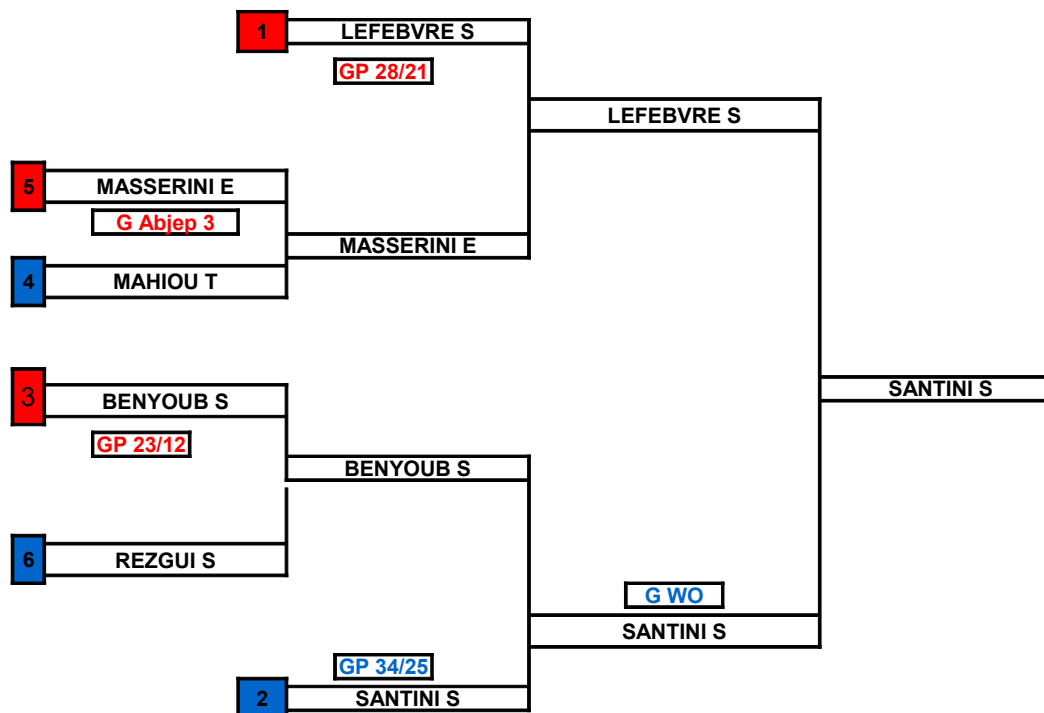 1 LEFEBVRE S
GP 28/21
LEFEBVRE S
5 MASSERINI E
G Abjep 3
MASSERINI E
4 MAHIOU T
3 BENYOUB S
SANTINI S
GP 23/12
BENYOUB S
6 REZGUI S
G WO
SANTINI S
GP 34/25
2 SANTINI S